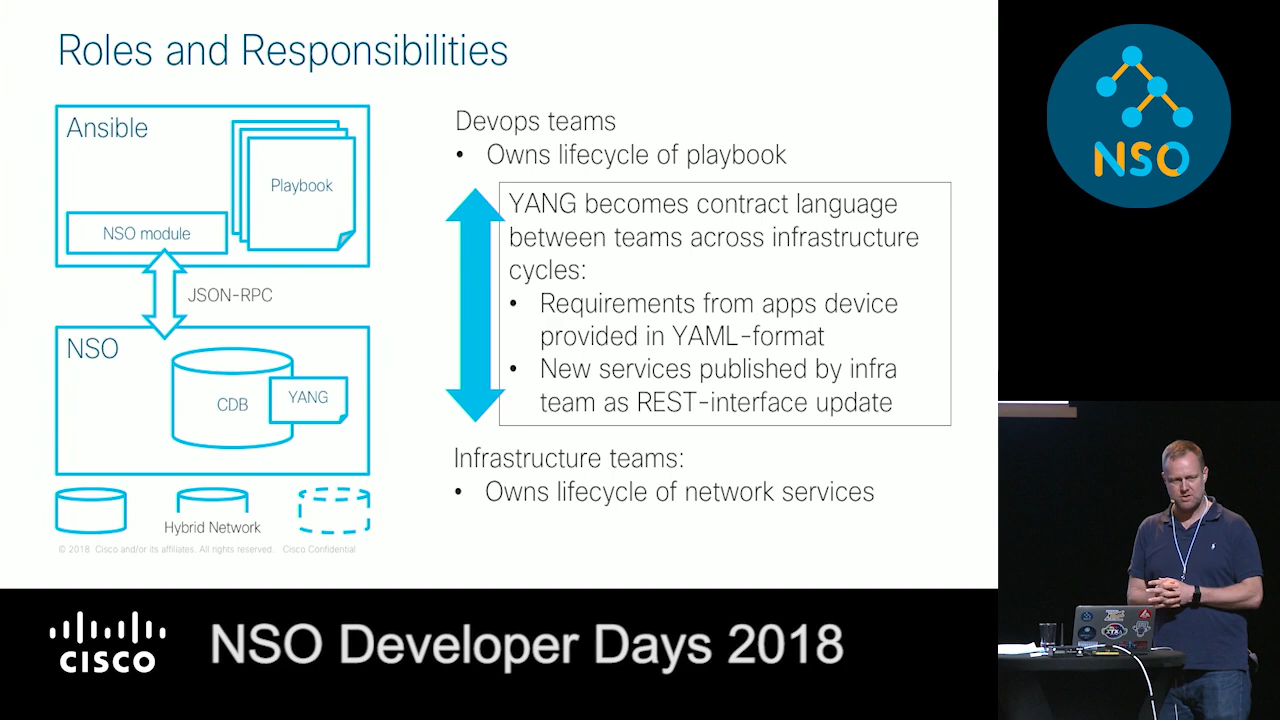 Roles and Responsibilities
Ansible
Playbook
NSO module
JSON-RPC
NSO
CDB
YANG
Hybrid Network
© 2018 Cisco and/or its affiliates. All rights reserved. Cisco Confidential
Devops teams
• Owns lifecycle of playbook
YANG becomes contract language
between teams across infrastructure
cycles:
• Requirements from apps device
provided in YAML-format
• New services published by infra
team as REST-interface update
Infrastructure teams:
• Owns lifecycle of network services
NSO
CISCO
NSO Developer Days 2018